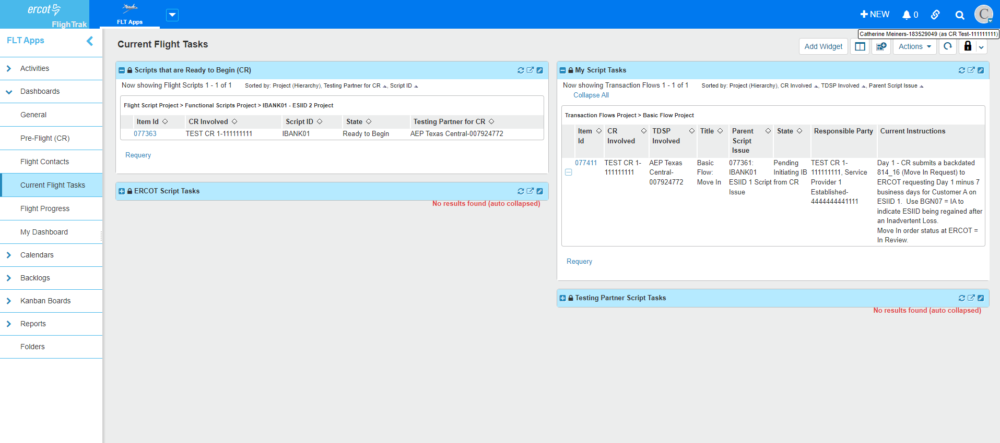 ercot
FlighTrak
FLT Apps
NEW
0
C
Catherine Meiners-183529049 (as CR Test-111111111)
FLT Apps
Activities
Dashboards
General
Pre-Flight (CR)
Flight Contacts
Current Flight Tasks
Flight Progress
My Dashboard
Calendars
Backlogs
Kanban Boards
Reports
Folders
Current Flight Tasks
Add Widget
Actions
Scripts that are Ready to Begin (CR)
Now showing Flight Scripts 1 - 1 of 1 Sorted by: Project (Hierarchy), Testing Partner for CR , Script ID
Flight Script Project > Functional Scripts Project > IBANK01 - ESIID 2 Project
Item Id CR Involved Script ID State Testing Partner for CR
077363 TEST CR 1-111111111 IBANK01 Ready to Begin AEP Texas Central-007924772
Requery
ERCOT Script Tasks
No results found (auto collapsed)
My Script Tasks
Now showing Transaction Flows 1 - 1 of 1 Sorted by: Project (Hierarchy), CR Involved , TDSP Involved , Parent Script Issue
Collapse All
Transaction Flows Project > Basic Flow Project
Item CR TDSP Title Parent State Responsible Party Current Instructions
Id Involved Involved Script
Issue
077411 TEST CR 1- AEP Texas Basic 077361: Pending TEST CR 1- Day 1 - CR submits a backdated
111111111 Central- Flow: IBANK01 Initiating IB 111111111, Service 814_16 (Move In Request) to
007924772 Move In ESIID 1 Script from CR Provider 1 ERCOT requesting Day 1 minus 7
Issue Established- business days for Customer A on
4444444441111 ESIID 1. Use BGN07 = IA to
indicate ESIID being regained after
an Inadvertent Loss.
Move In order status at ERCOT =
In Review.
Requery
Testing Partner Script Tasks
No results found (auto collapsed)